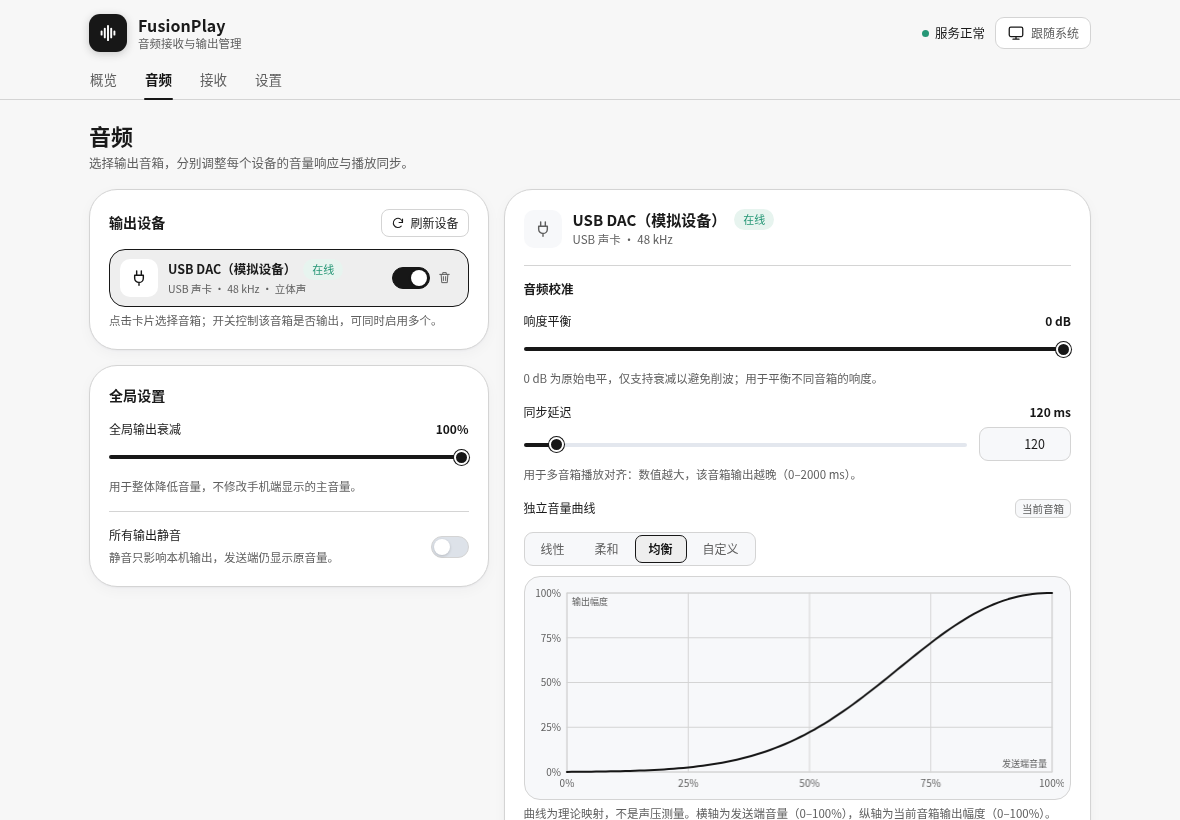 FusionPlay
音频接收与输出管理
服务正常
跟随系统
概览 音频 接收 设置
音频
选择输出音箱，分别调整每个设备的音量响应与播放同步。
输出设备
刷新设备
USB DAC（模拟设备） 在线
USB 声卡 · 48 kHz · 立体声
点击卡片选择音箱；开关控制该音箱是否输出，可同时启用多个。
全局设置
全局输出衰减 100%
用于整体降低音量，不修改手机端显示的主音量。
所有输出静音
静音只影响本机输出，发送端仍显示原音量。
USB DAC（模拟设备） 在线
USB 声卡 · 48 kHz
音频校准
响度平衡 0 dB
0 dB 为原始电平，仅支持衰减以避免削波；用于平衡不同音箱的响度。
同步延迟 120 ms
120
用于多音箱播放对齐：数值越大，该音箱输出越晚（0–2000 ms）。
独立音量曲线 当前音箱
线性 柔和 均衡 自定义
100%
输出幅度
75%
50%
25%
0%
发送端音量
0% 25% 50% 75% 100%
曲线为理论映射，不是声压测量。横轴为发送端音量（0–100%），纵轴为当前音箱输出幅度（0–100%）。